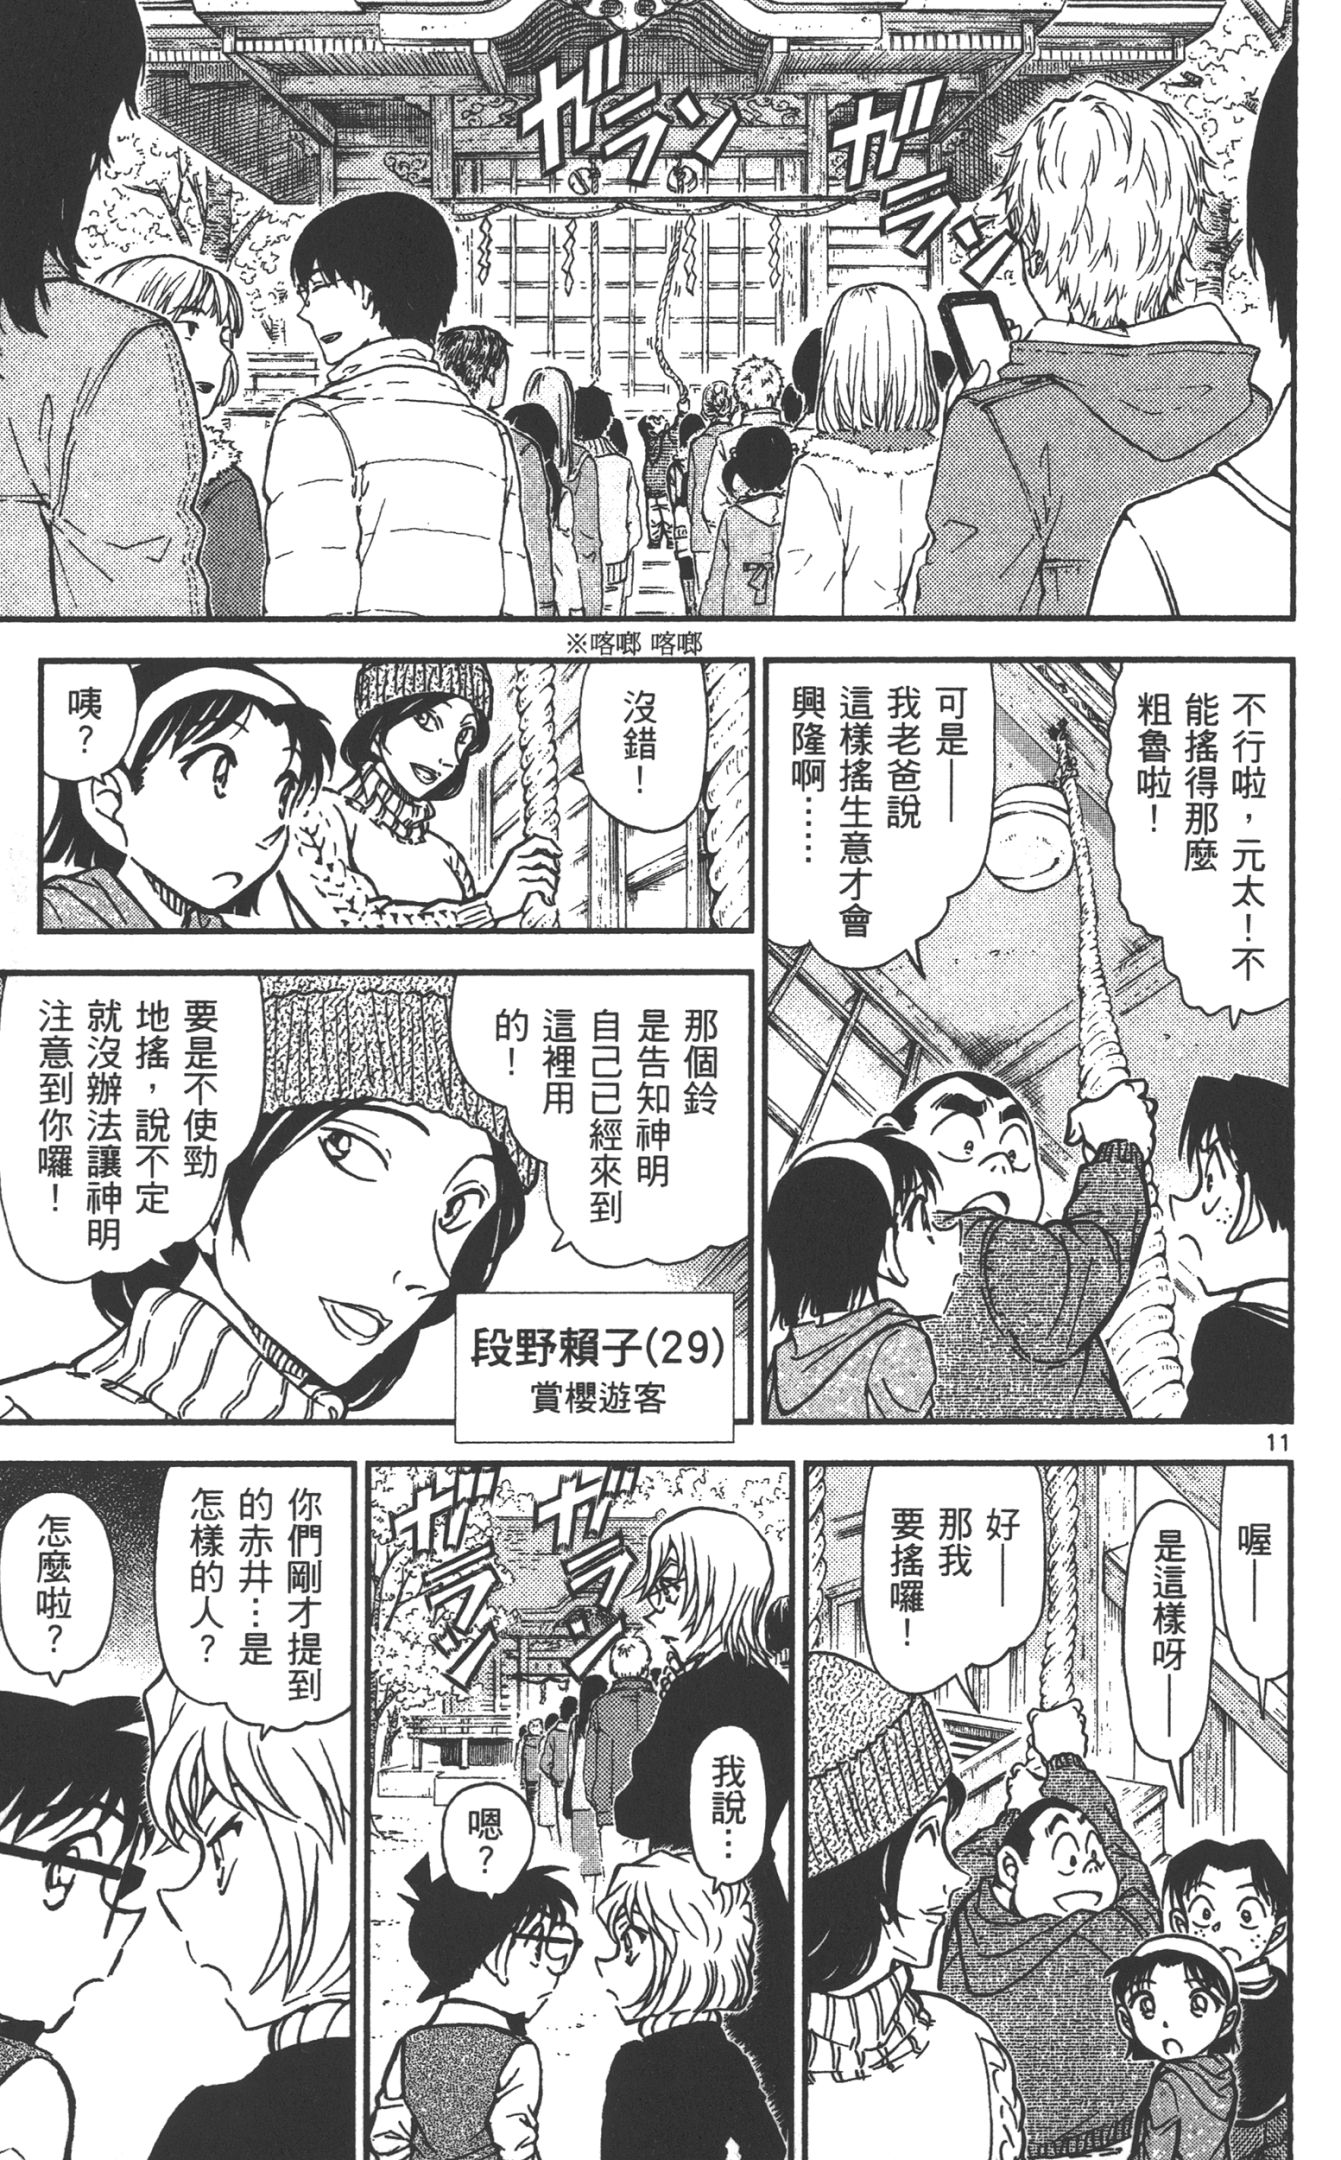 ガラン
ガラン
※喀啷 喀啷
不行啦，元太！不
能搖得那麼
粗魯啦！
可是—
我老爸說
這樣搖生意才會
興隆啊……
沒錯！
咦？
那個鈴
是告知神明
自己已經來到
這裡用
的！
要是不使勁
地搖，說不定
就沒辦法讓神明
注意到你囉！
段野賴子(29)
賞櫻遊客
11
喔—
是這樣呀—
好—
那我
要搖囉！
ガラン
ガラン
我說…
嗯？
你們剛才提到
的赤井…是
怎樣的人？
怎麼啦？